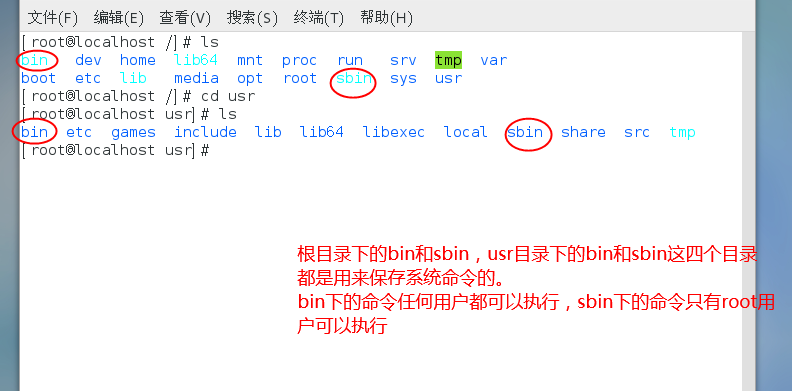 文件(F) 编辑(E) 查看(V) 搜索(S) 终端(T) 帮助(H)
[root@localhost /]# ls
bin dev home lib64 mnt proc run srv tmp var
boot etc lib media opt root sbin sys usr
[root@localhost /]# cd usr
[root@localhost usr]# ls
bin etc games include lib lib64 libexec local sbin share src tmp
[root@localhost usr]#
根目录下的bin和sbin，usr目录下的bin和sbin这四个目录
都是用来保存系统命令的。
bin下的命令任何用户都可以执行，sbin下的命令只有root用
户可以执行